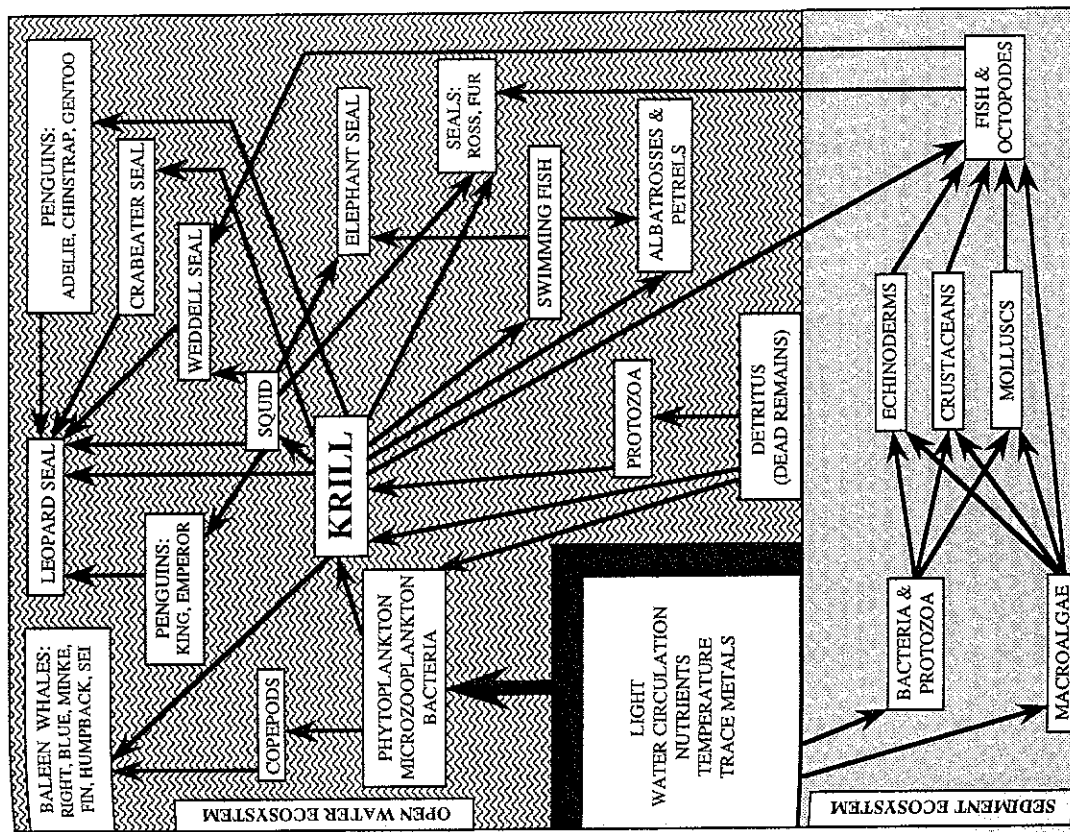 BALEEN WHALES:
RIGHT, BLUE, MINKE,
FIN, HUMPBACK, SEI
LEOPARD SEAL
PENGUINS:
ADELIE, CHINSTRAP, GENTOO
PENGUINS:
KING, EMPEROR
CRABEATER SEAL
WEDDELL SEAL
COPEPODS
SQUID
KRILL
ELEPHANT SEAL
PHYTOPLANKTON
MICROZOOPLANKTON
BACTERIA
SEALS:
ROSS, FUR
SWIMMING FISH
PROTOZOA
ALBATROSSES &
PETRELS
DETRITUS
(DEAD REMAINS)
LIGHT
WATER CIRCULATION
NUTRIENTS
TEMPERATURE
TRACE METALS
OPEN WATER ECOSYSTEM
SEDIMENT ECOSYSTEM
BACTERIA &
PROTOZOA
ECHINODERMS
CRUSTACEANS
MOLLUSCS
FISH &
OCTOPODES
MACROALGAE